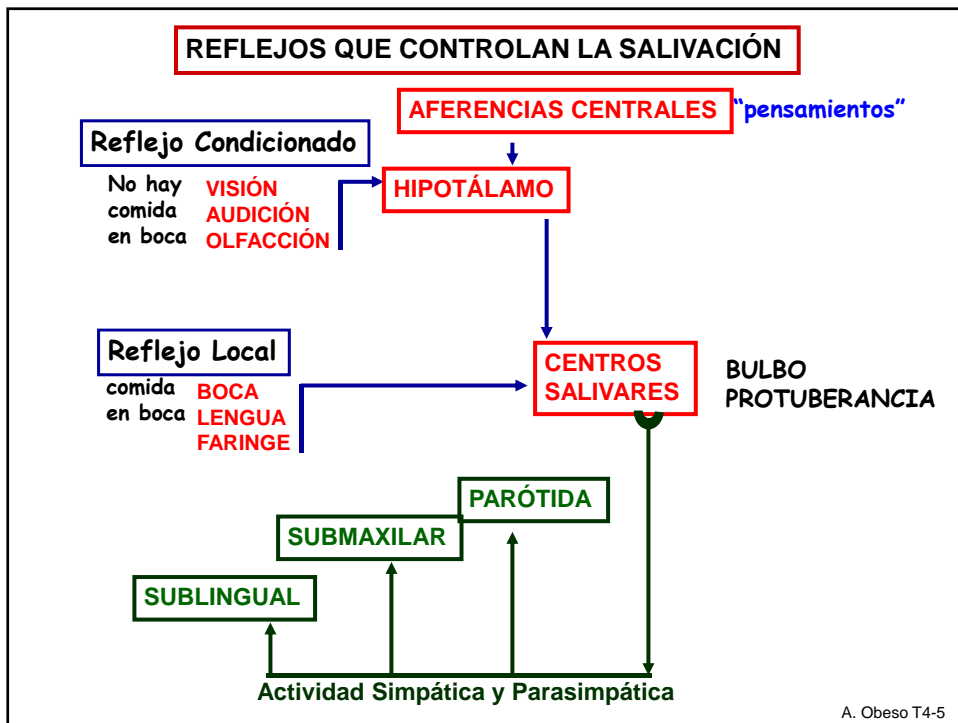 REFLEJOS QUE CONTROLAN LA SALIVACIÓN
AFERENCIAS CENTRALES "pensamientos"
Reflejo Condicionado
No hay VISIÓN
comida AUDICIÓN
en boca OLFACCIÓN
HIPOTÁLAMO
Reflejo Local
comida BOCA
en boca LENGUA
FARINGE
CENTROS
SALIVARES
BULBO
PROTUBERANCIA
PARÓTIDA
SUBMAXILAR
SUBLINGUAL
Actividad Simpática y Parasimpática
A. Obeso T4-5